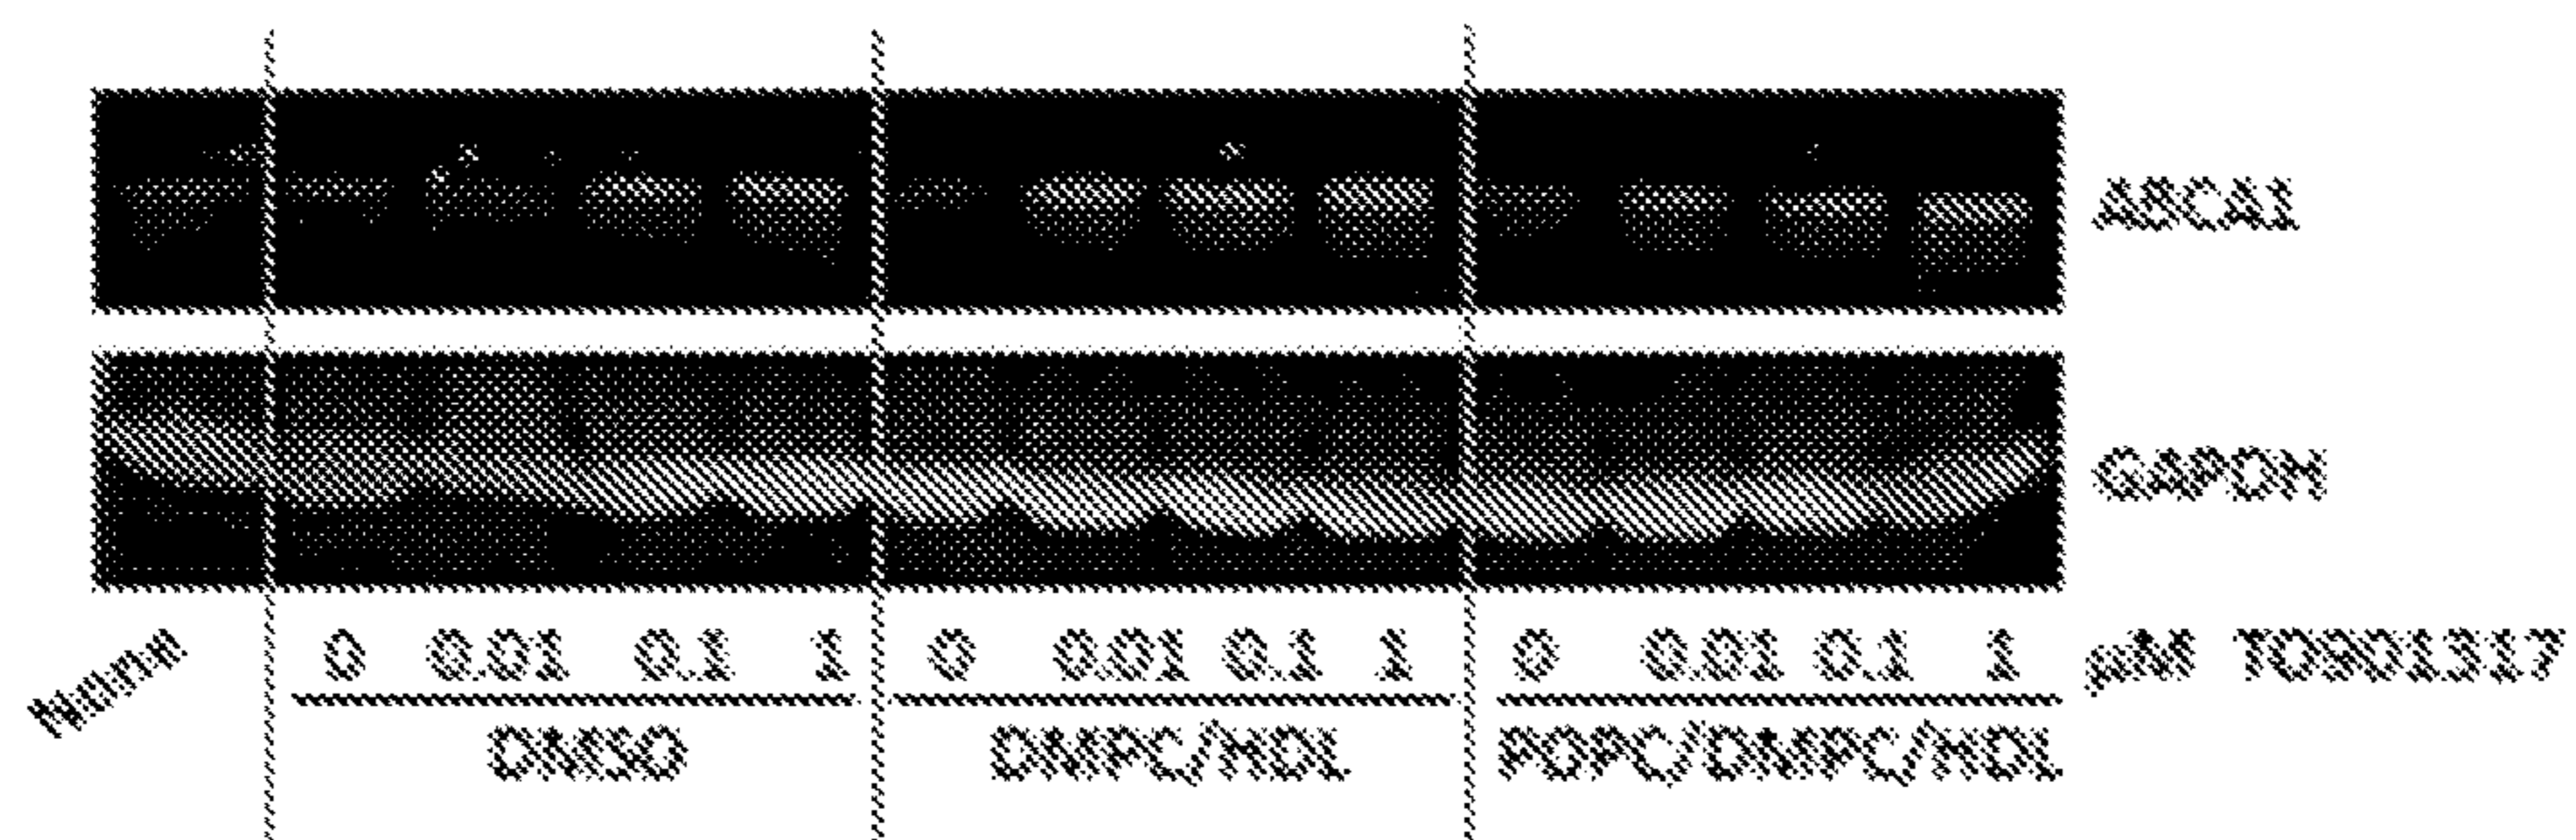 ABCA1
GAPDH
None 0 0.01 0.1 1 0 0.01 0.1 1 0 0.01 0.1 1 μM TO901317
DMSO DMPC/HDL POPC/DMPC/HDL